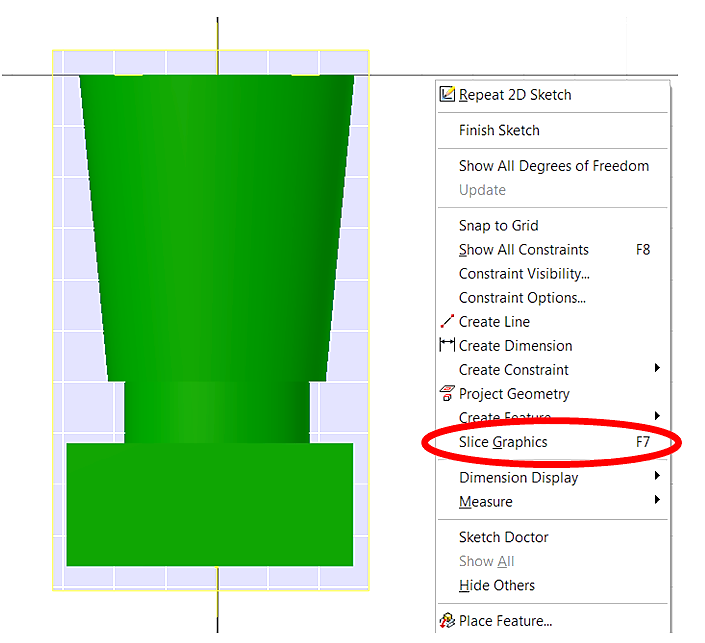 Repeat 2D Sketch
Finish Sketch
Show All Degrees of Freedom
Update
Snap to Grid
Show All Constraints F8
Constraint Visibility...
Constraint Options...
Create Line
Create Dimension
Create Constraint
Project Geometry
Create Feature
Slice Graphics F7
Dimension Display
Measure
Sketch Doctor
Show All
Hide Others
Place Feature...